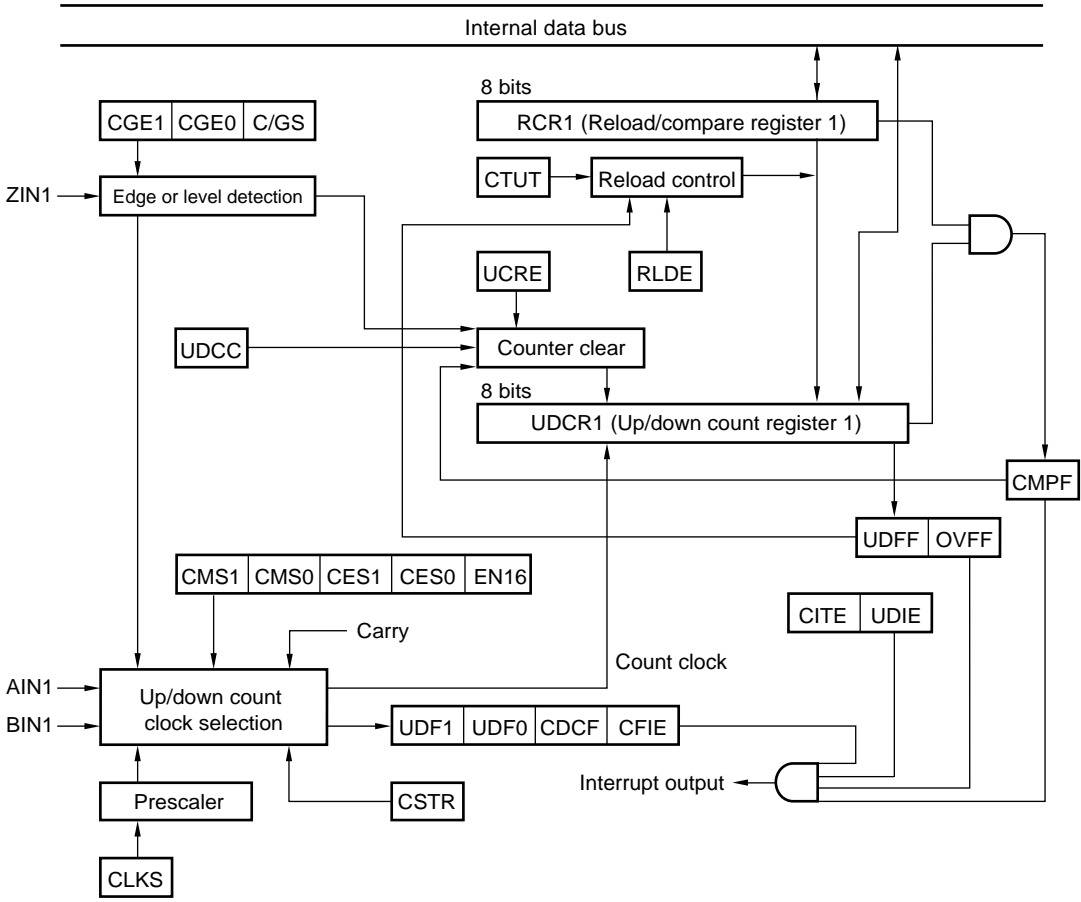 Internal data bus
8 bits
CGE1 CGE0 C/GS
RCR1 (Reload/compare register 1)
CTUT
Reload control
ZIN1
Edge or level detection
UCRE
RLDE
UDCC
Counter clear
8 bits
UDCR1 (Up/down count register 1)
CMPF
UDFF OVFF
CMS1 CMS0 CES1 CES0 EN16
CITE UDIE
Carry
Count clock
AIN1
BIN1
Up/down count
clock selection
UDF1 UDF0 CDCF CFIE
Interrupt output
Prescaler
CSTR
CLKS